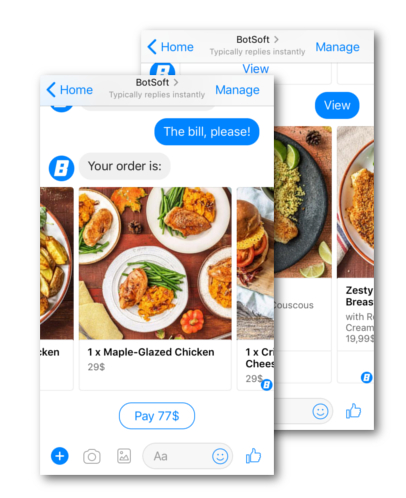 Home
BotSoft >
Typically replies instantly
Manage
View
View
Couscous
Zesty
Breas
with R
Cream
19,99$
Home
BotSoft >
Typically replies instantly
Manage
The bill, please!
Your order is:
cken
1 x Maple-Glazed Chicken
29$
1 x Cri
Chees
29$
Pay 77$
Aa